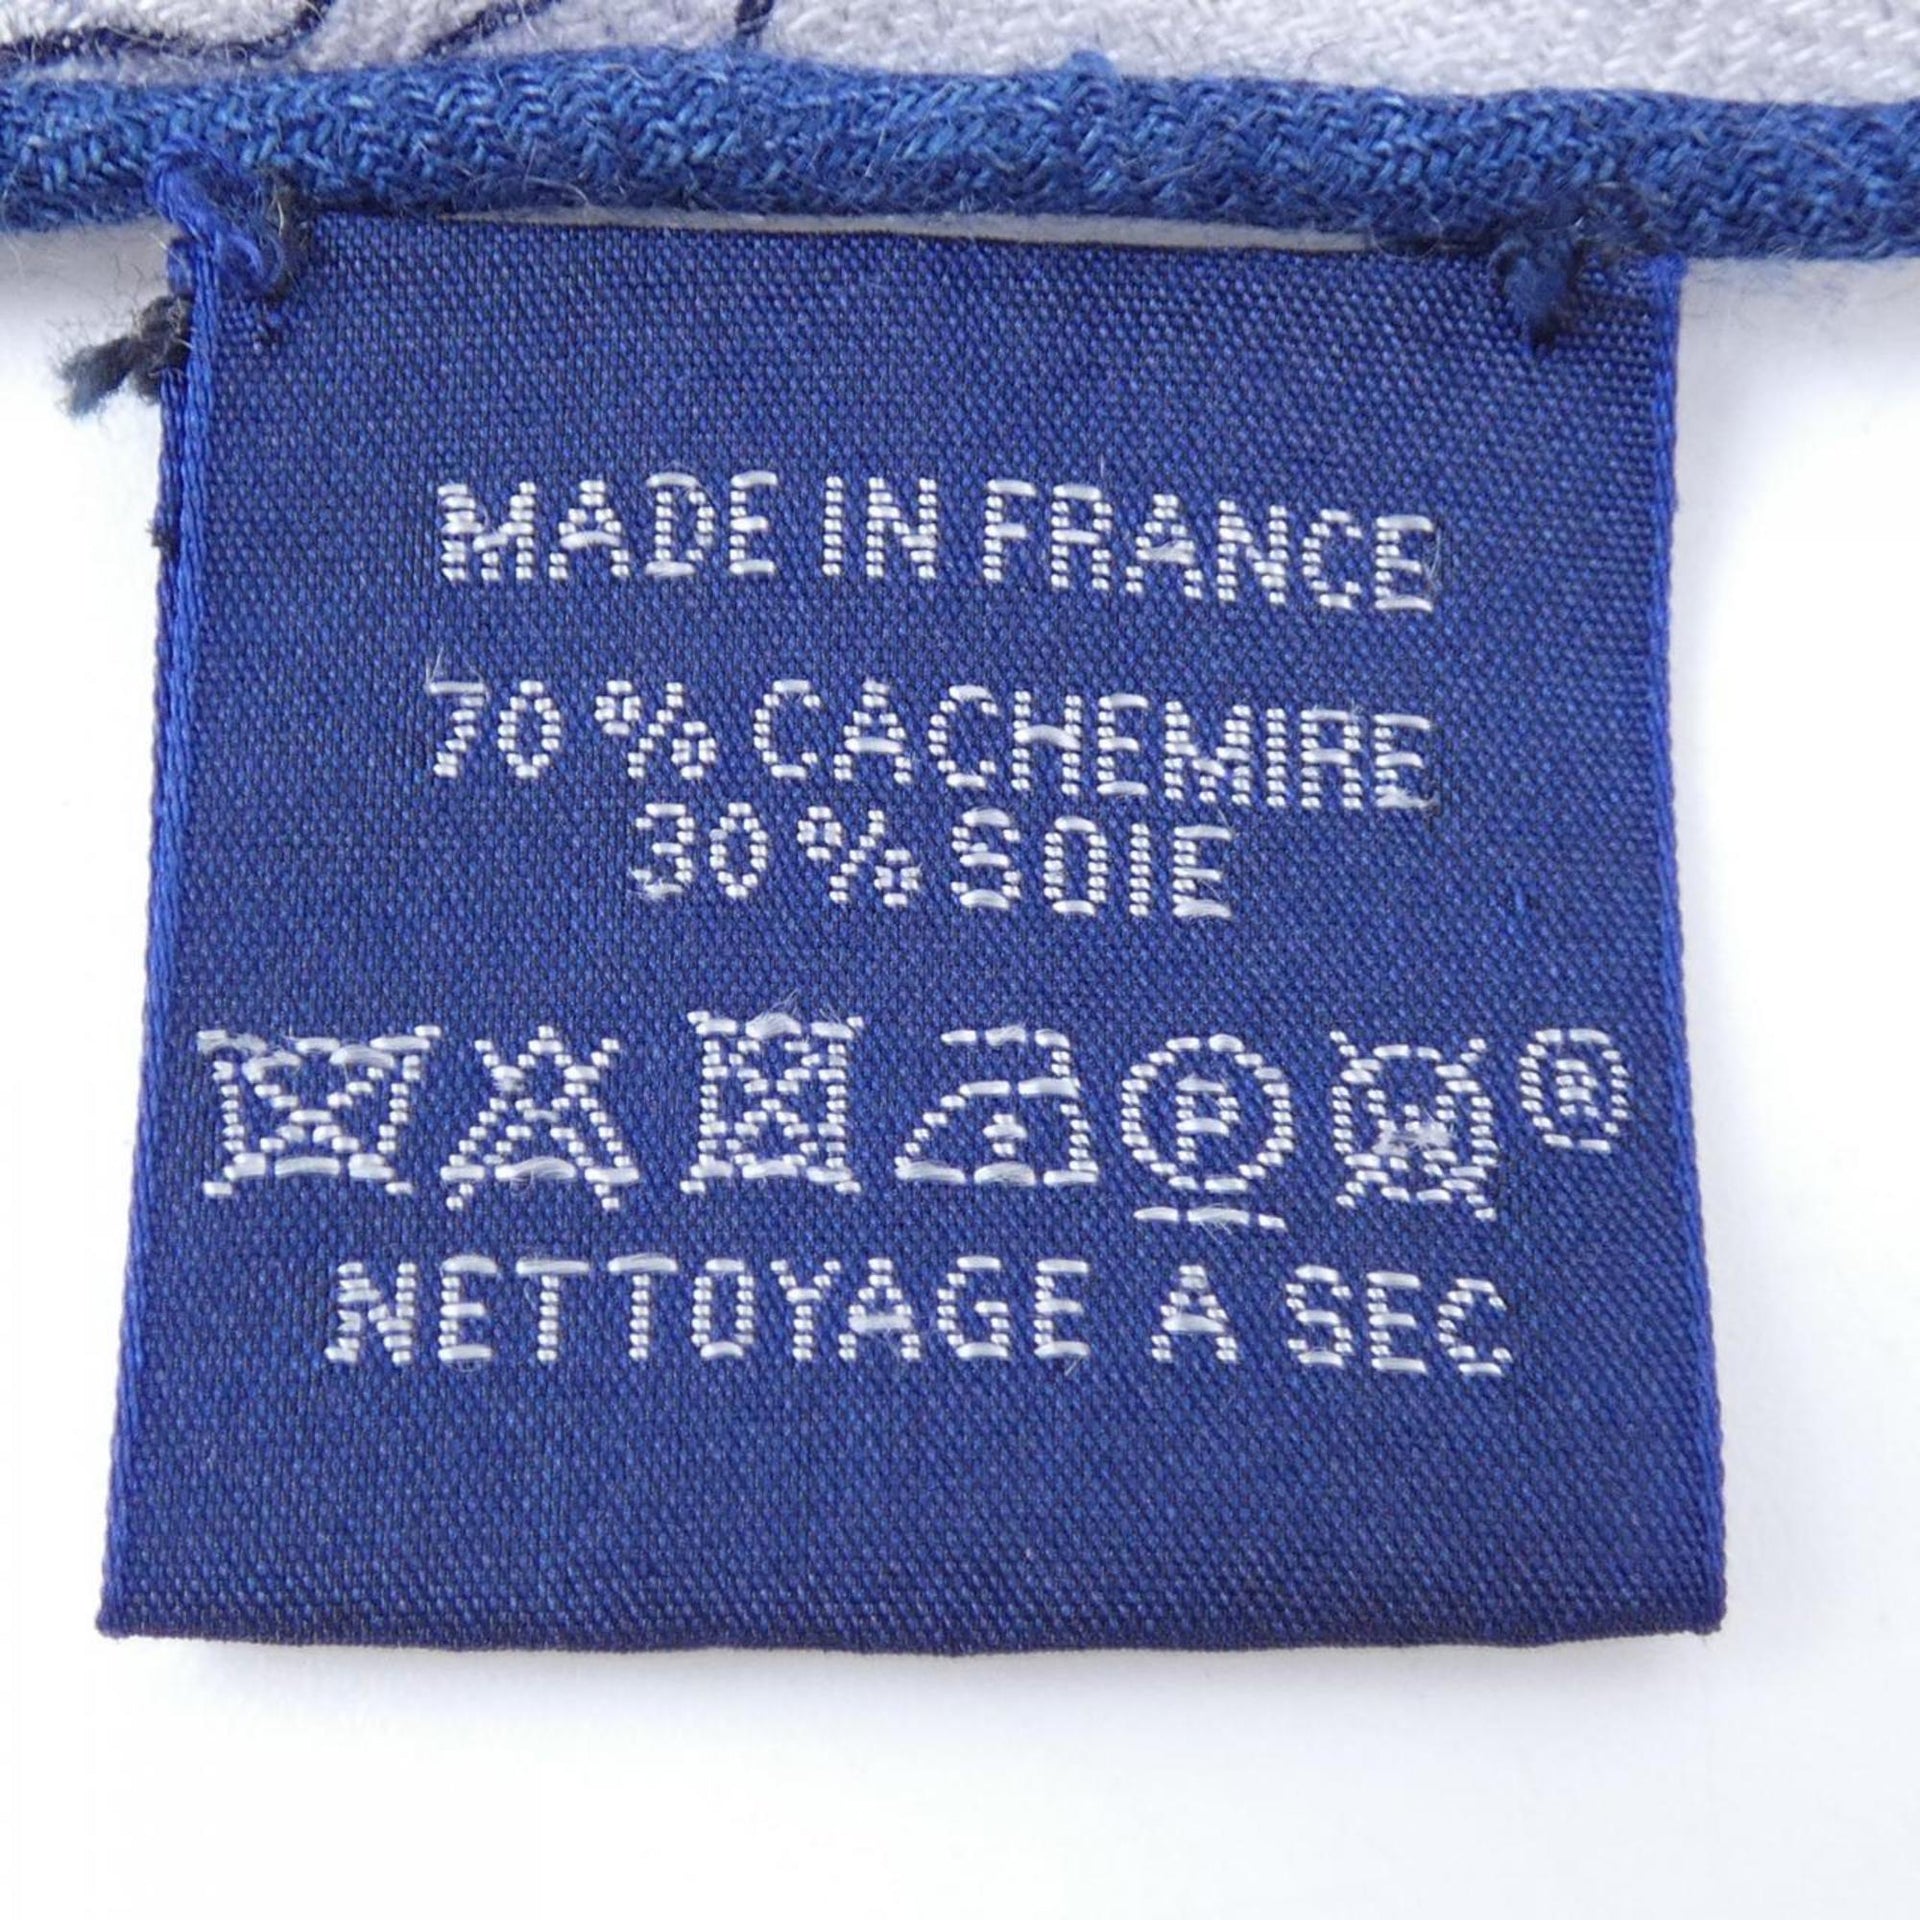 MADE IN FRANCE
70% CACHEMIRE
30% SOIE
P W ®
NETTOYAGE A SEC